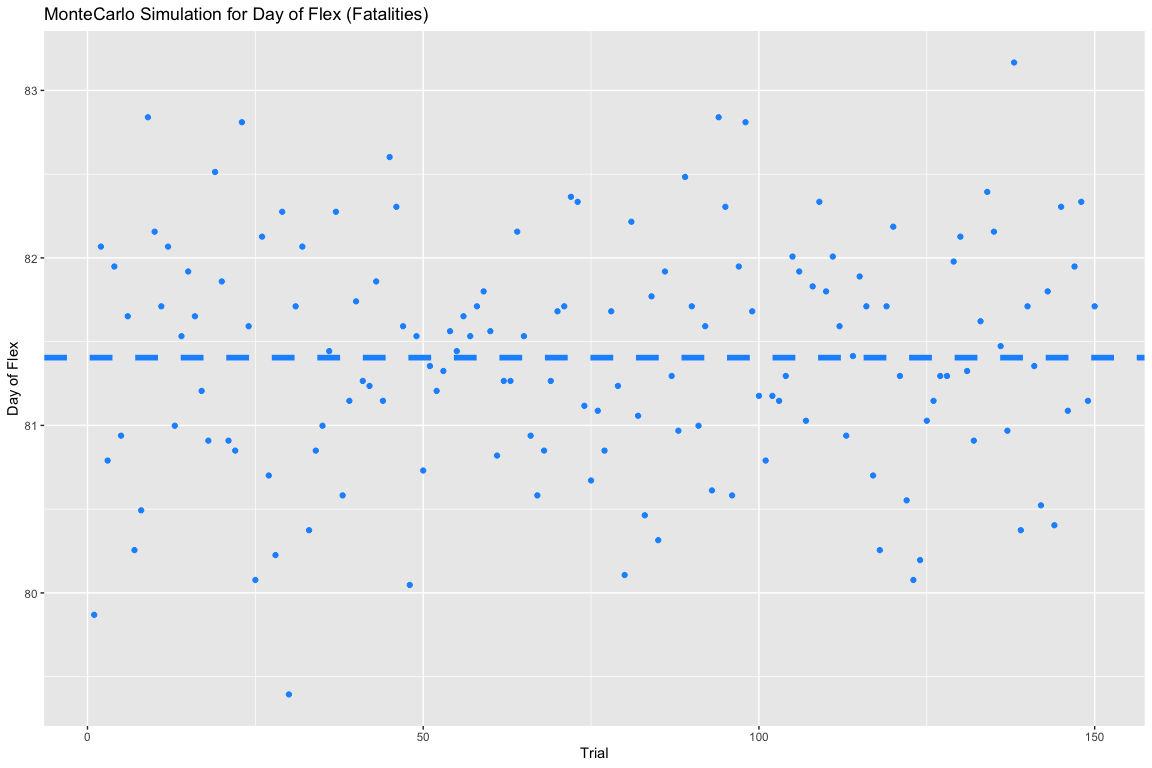 MonteCarlo Simulation for Day of Flex (Fatalities)
Day of Flex
83
82
81
80
0
50
100
150
Trial